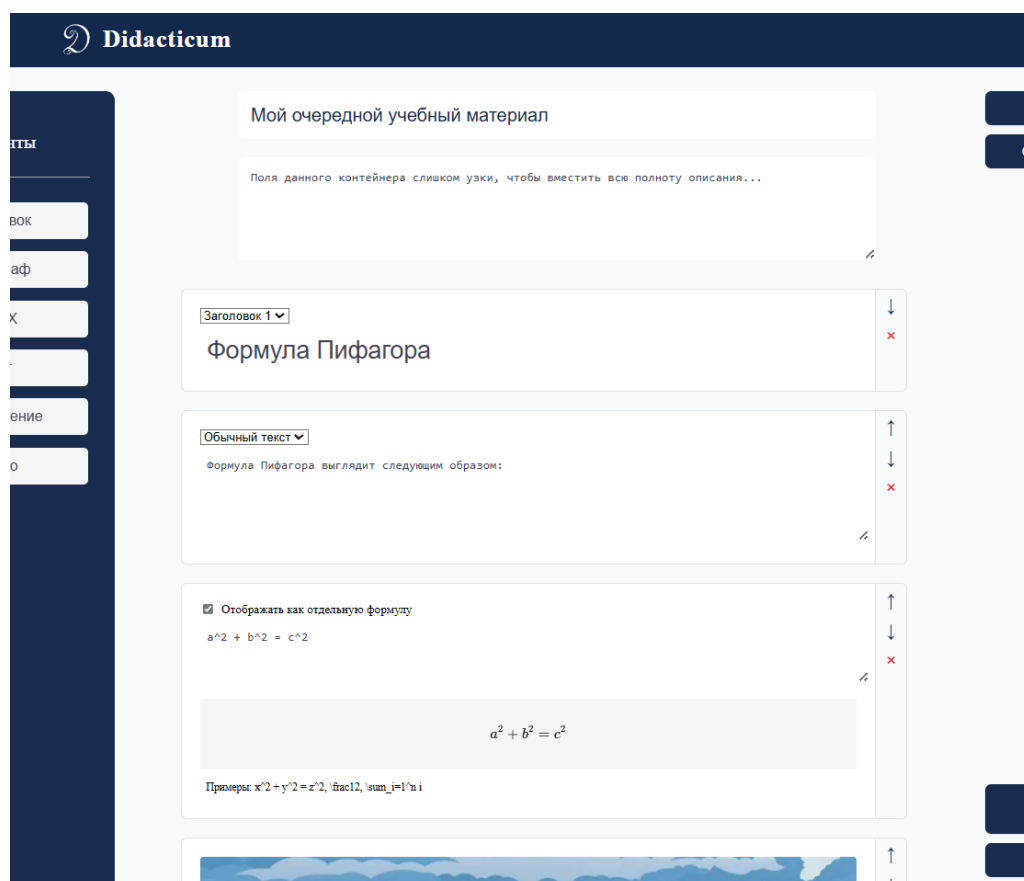 Didacticum
нты
вок
аф
X
ение
о
Мой очередной учебный материал
Поля данного контейнера слишком узки, чтобы вместить всю полноту описания...
Заголовок 1
Формула Пифагора
Обычный текст
Формула Пифагора выглядит следующим образом:
Отображать как отдельную формулу
a^2 + b^2 = c^2
a² + b² = c²
Примеры: x^2 + y^2 = z^2, \frac12, \sum_i=1^n i